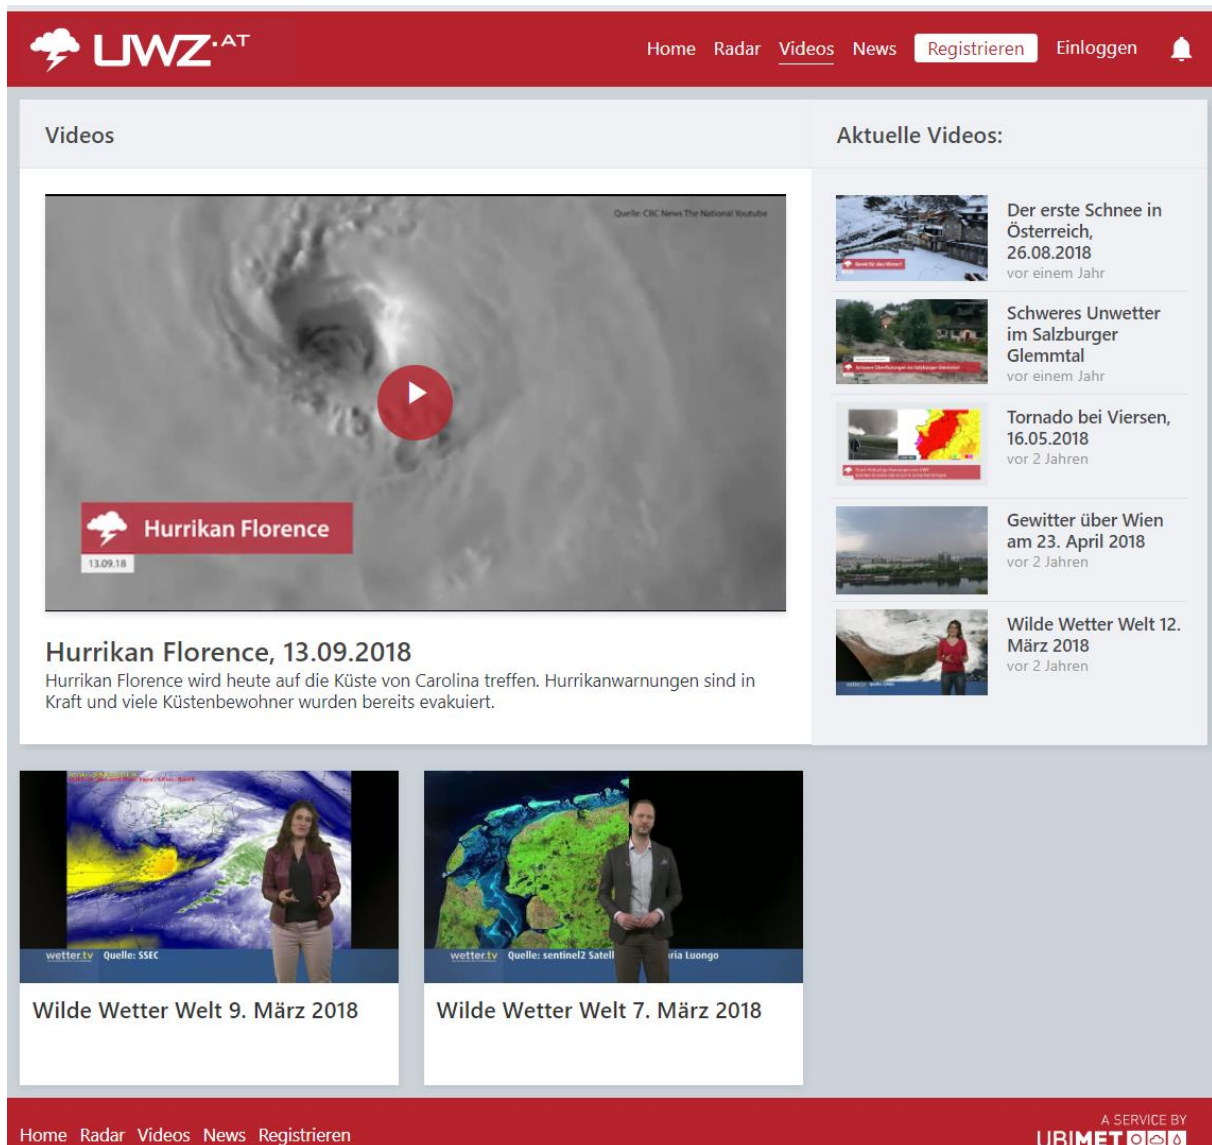 UWZ.AT
Home Radar Videos News Registrieren Einloggen
Videos
Quelle: CBC News The National Youtube
Hurrikan Florence
13.09.18
Hurrikan Florence, 13.09.2018
Hurrikan Florence wird heute auf die Küste von Carolina treffen. Hurrikanwarnungen sind in
Kraft und viele Küstenbewohner wurden bereits evakuiert.
Aktuelle Videos:
Der erste Schnee in
Österreich,
26.08.2018
vor einem Jahr
Schweres Unwetter
im Salzburger
Glemmtal
vor einem Jahr
Tornado bei Viersen,
16.05.2018
vor 2 Jahren
Gewitter über Wien
am 23. April 2018
vor 2 Jahren
Wilde Wetter Welt 12.
März 2018
vor 2 Jahren
wetter.tv Quelle: SSEC
Wilde Wetter Welt 9. März 2018
wetter.tv Quelle: sentinel2 Satell ria Luongo
Wilde Wetter Welt 7. März 2018
Home Radar Videos News Registrieren
A SERVICE BY
UBIMET